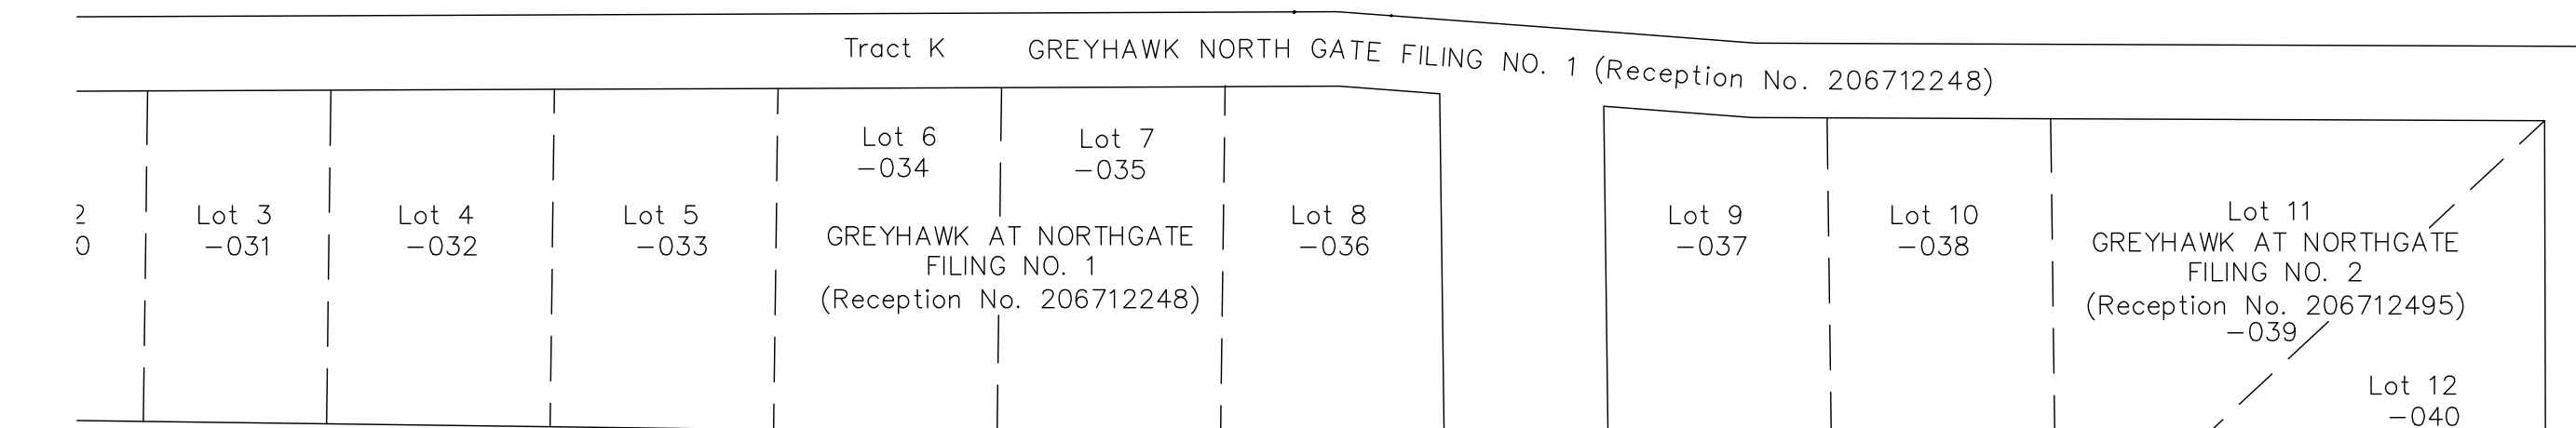 Tract K GREYHAWK NORTH GATE FILING NO. 1 (Reception No. 206712248)
2
0
Lot 3
-031
Lot 4
-032
Lot 5
-033
Lot 6
-034
Lot 7
-035
GREYHAWK AT NORTHGATE
FILING NO. 1
(Reception No. 206712248)
Lot 8
-036
Lot 9
-037
Lot 10
-038
Lot 11
GREYHAWK AT NORTHGATE
FILING NO. 2
(Reception No. 206712495)
-039
Lot 12
-040